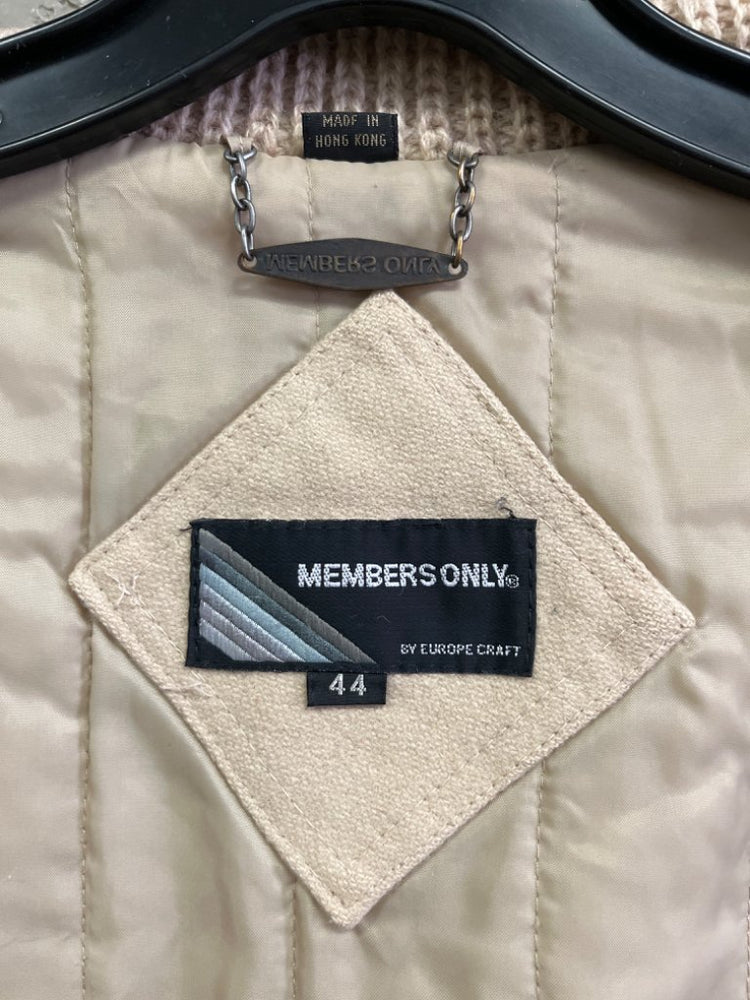 MADE IN
HONG KONG
MEMBERS ONLY
MEMBERS ONLY®
BY EUROPE CRAFT
44